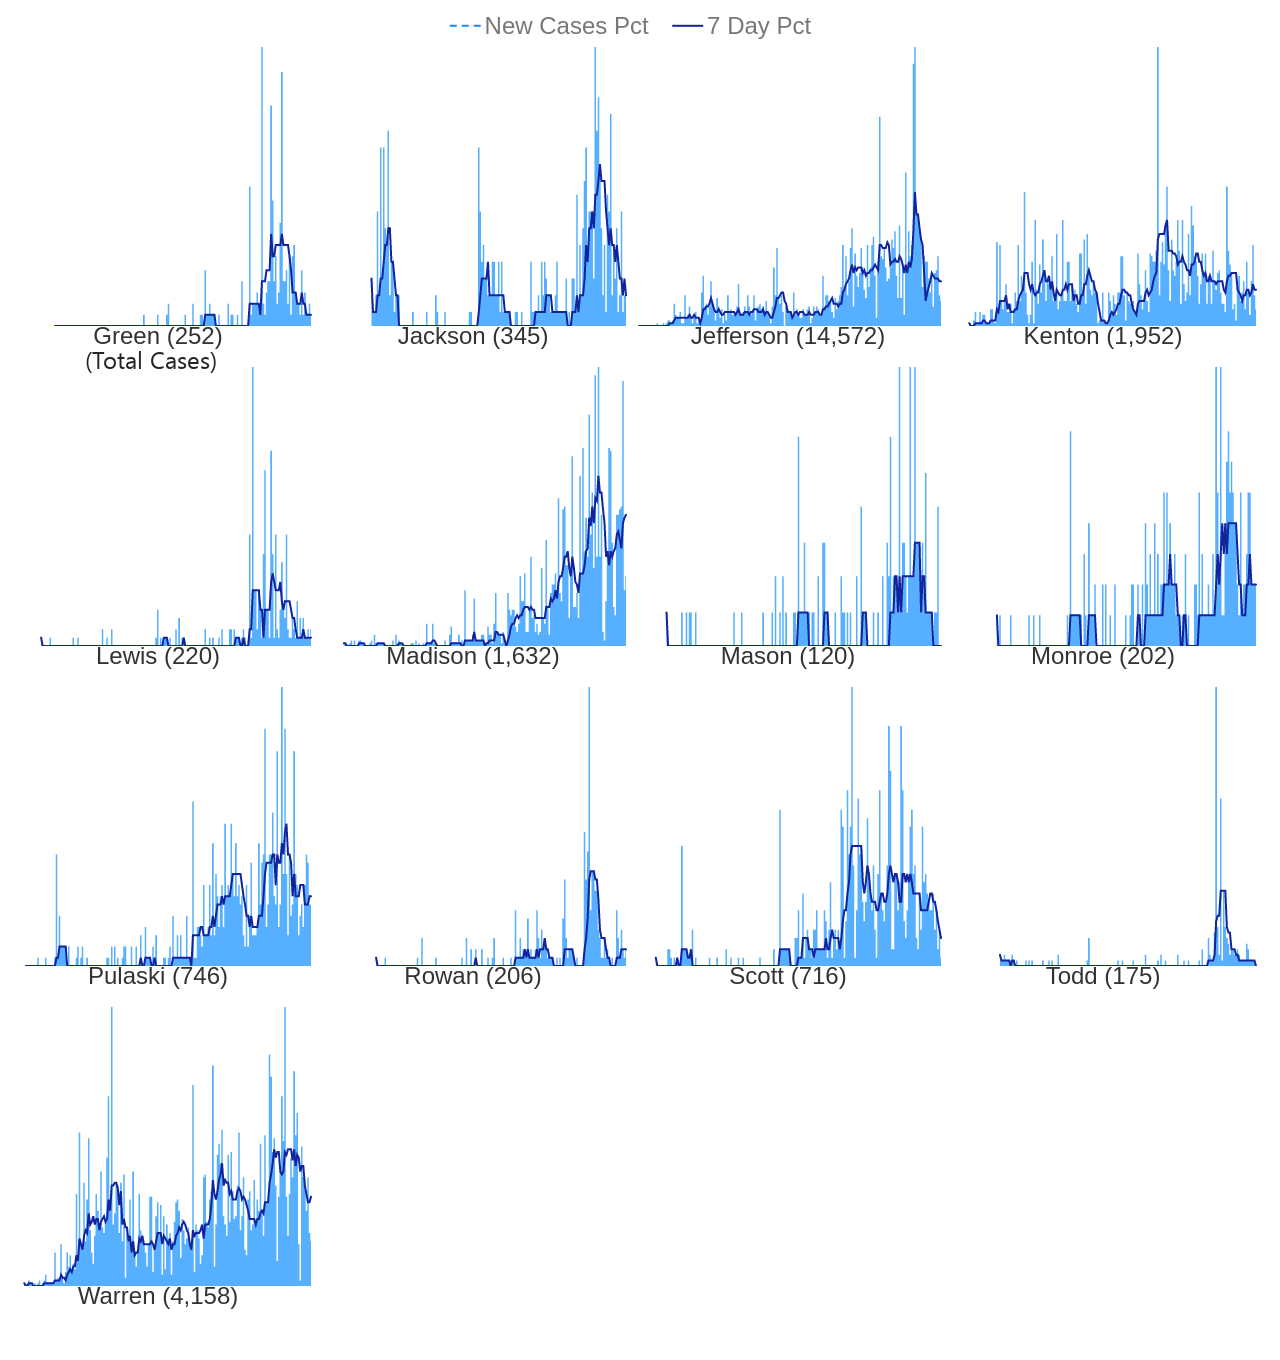 New Cases Pct 7 Day Pct
Green (252) Jackson (345) Jefferson (14,572) Kenton (1,952)
(Total Cases)
Lewis (220) Madison (1,632) Mason (120) Monroe (202)
Pulaski (746) Rowan (206) Scott (716) Todd (175)
Warren (4,158)